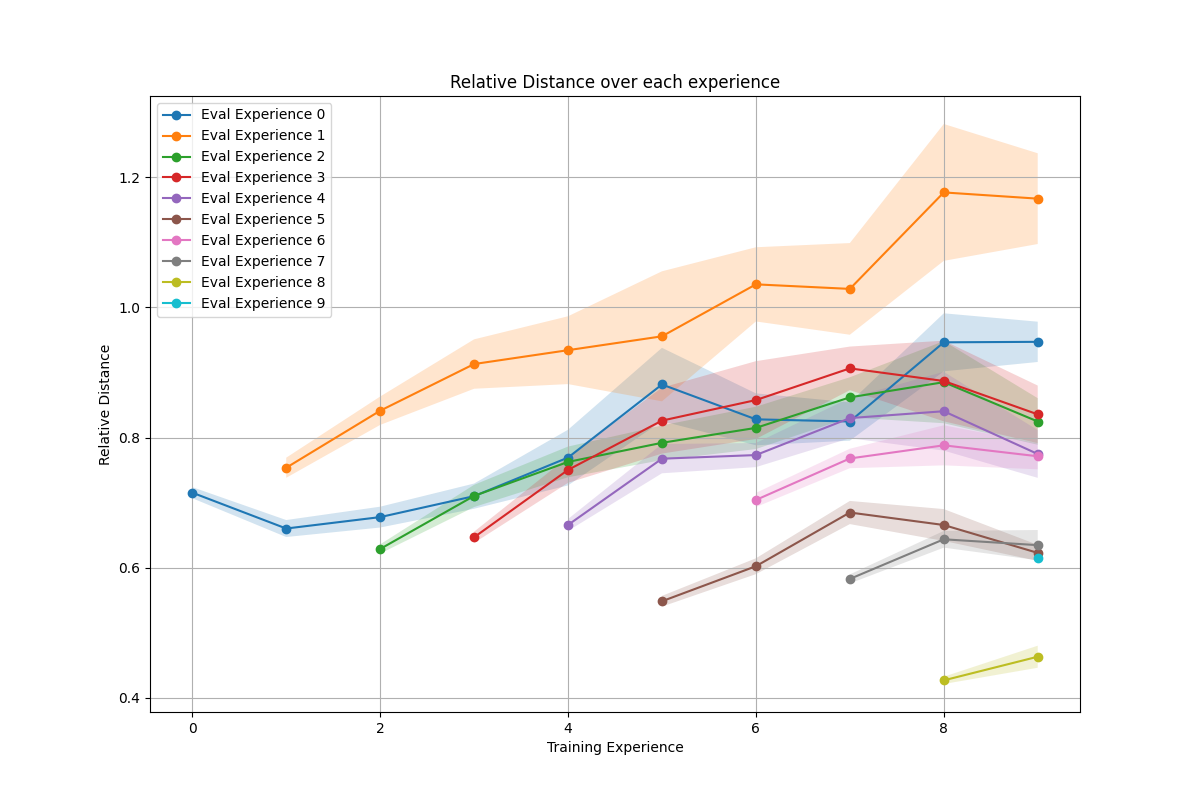 Relative Distance over each experience
Eval Experience 0
Eval Experience 1
Eval Experience 2
Eval Experience 3
Eval Experience 4
Eval Experience 5
Eval Experience 6
Eval Experience 7
Eval Experience 8
Eval Experience 9
1.2
1.0
0.8
0.6
0.4
Relative Distance
0 2 4 6 8
Training Experience